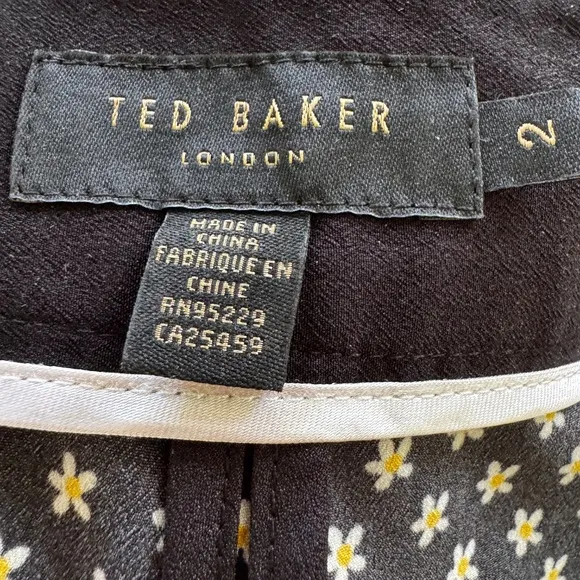 TED BAKER
LONDON
2
MADE IN
CHINA
FABRIQUE EN
CHINE
RN95229
CA25459